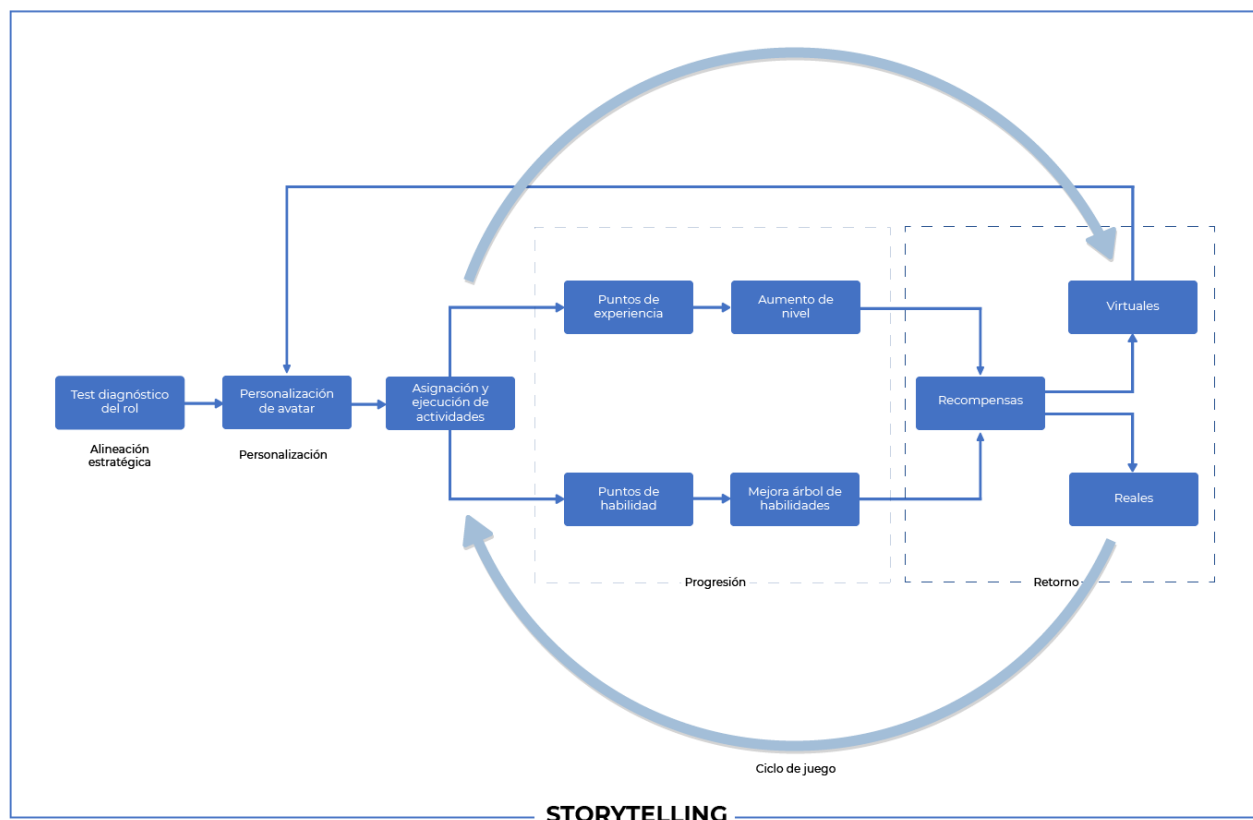 Puntos de
experiencia
Aumento de
nivel
Virtuales
Test diagnóstico
del rol
Personalización
de avatar
Asignación y
ejecución de
actividades
Recompensas
Alineación
estratégica
Personalización
Puntos de
habilidad
Mejora árbol de
habilidades
Reales
Progresión
Retorno
Ciclo de juego
STORYTELLING